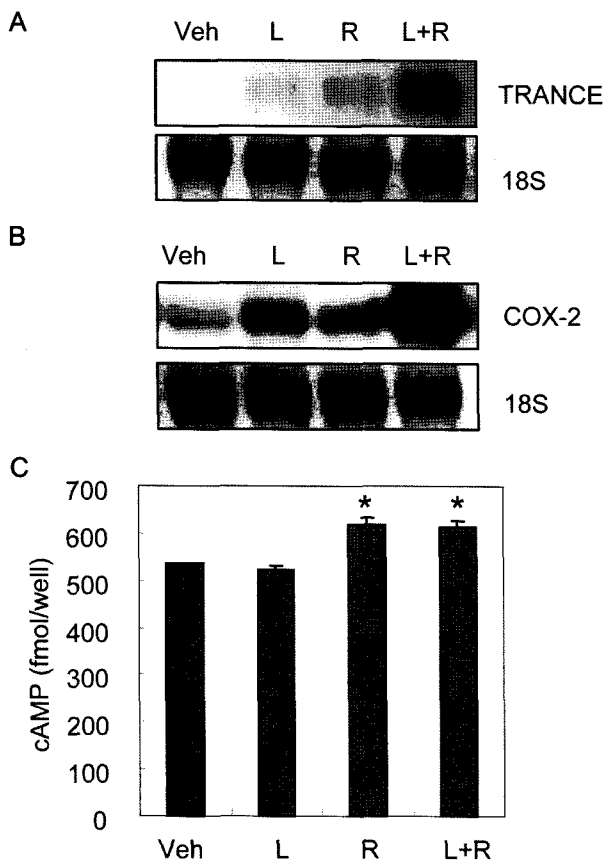 A
Veh L R L+R
TRANCE
18S
B
Veh L R L+R
COX-2
18S
C
700
600
500
400
300
200
100
0
cAMP (fmol/well)
* *
Veh L R L+R